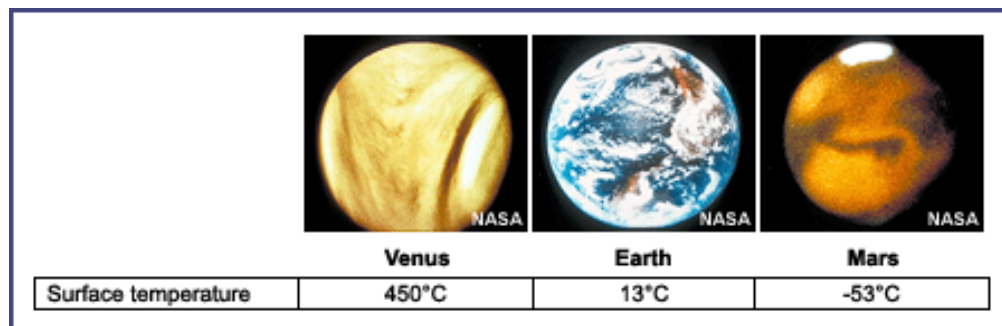 NASA NASA NASA
Venus Earth Mars
Surface temperature 450°C 13°C -53°C